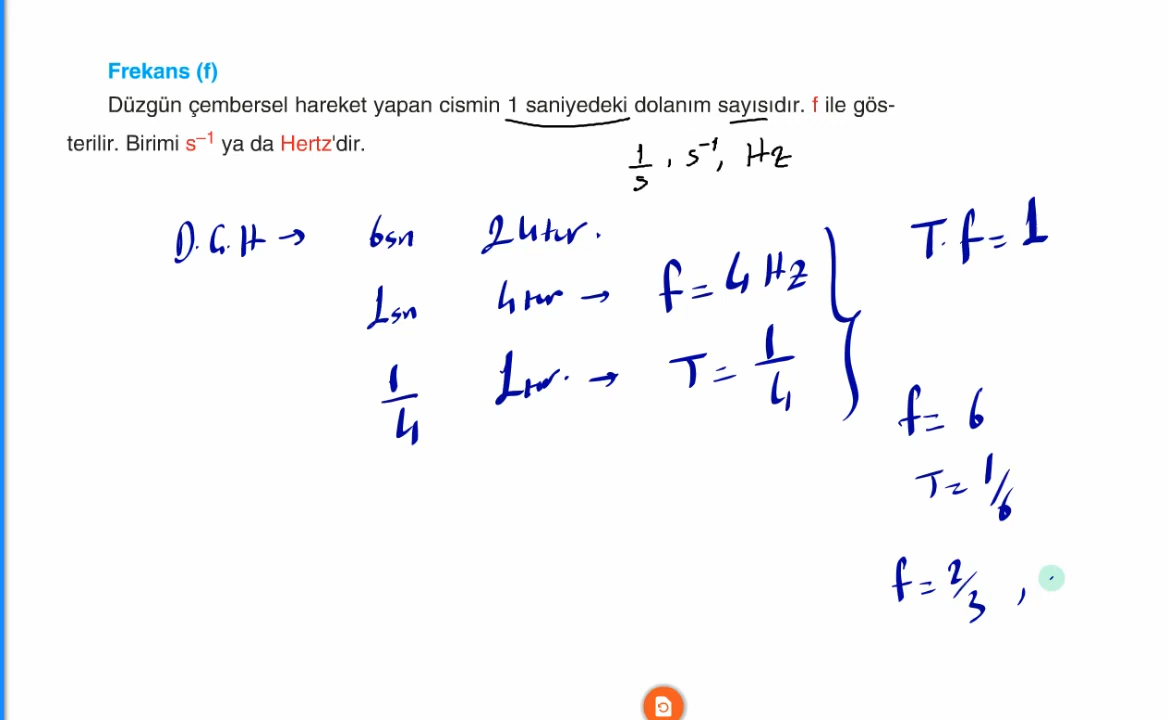 Frekans (f)
Düzgün çembersel hareket yapan cismin 1 saniyedeki dolanım sayısıdır. f ile gös-
terilir. Birimi s⁻¹ ya da Hertz'dir.
1/s , s⁻¹, Hz
D.Ç.H → 6sn 24tur.
1sn 4tur → f = 4 Hz
1/4 1tur. → T = 1/4
T.f = 1
f = 6
T = 1/6
f = 2/3 ,